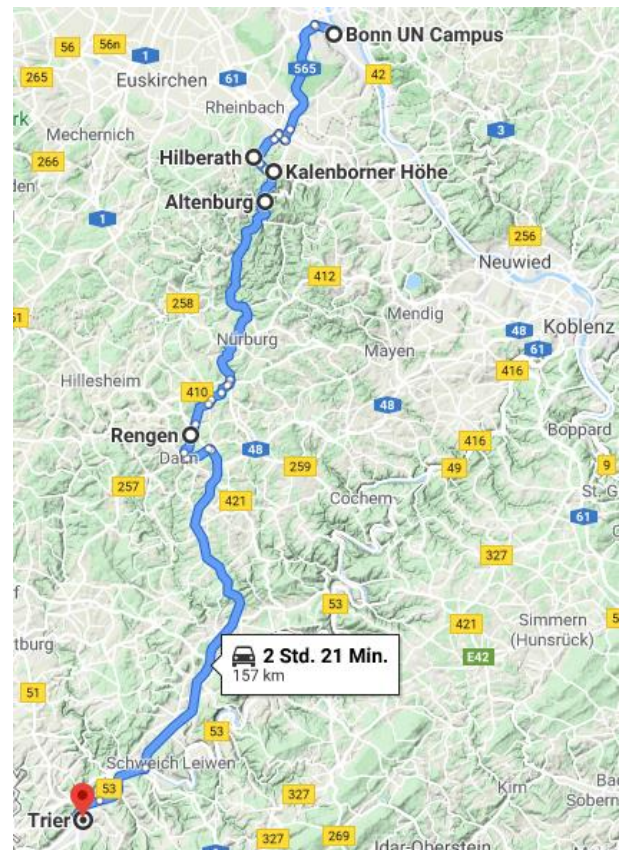 Bonn UN Campus
56
56n
1
265
Euskirchen
61
565
42
Rheinbach
3
Mechernich
266
Hilberath
Kalenborner Höhe
Altenburg
1
256
Neuwied
412
258
Mendig
Koblenz
48
61
Nürburg
Mayen
416
Hillesheim
410
48
Boppard
Rengen
416
48
9
Daun
259
49
257
421
Cochem
St. G
61
327
53
Simmern
(Hunsrück)
421
E42
2 Std. 21 Min.
157 km
51
53
Schweich Leiwen
53
327
Kirn
Trier
327
269
Idar-Oberstein